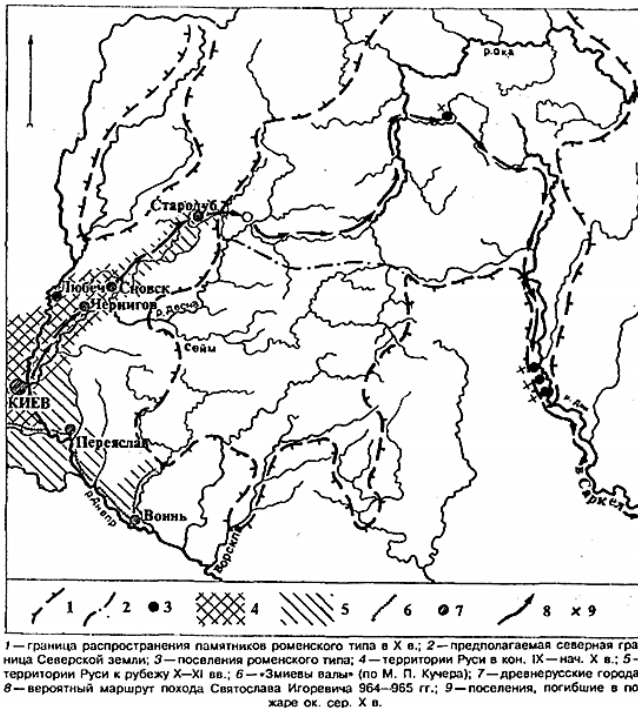 р.Ока
Стародуб
Любеч
Сновск
Чернигов
р.Десна
Сейм
КИЕВ
р.Дн.
Переяслав
в Саркел
р.Днепр
Воинь
Ворскла
1 2 3 4 5 6 7 8 9
1 — граница распространения памятников роменского типа в X в.; 2 — предполагаемая северная гра-
ница Северской земли; 3 — поселения роменского типа; 4 — территории Руси в кон. IX—нач. X в.; 5 —
территории Руси к рубежу X—XI вв.; 6 — «Змиевы валы» (по М. П. Кучера); 7 — древнерусские города;
8 — вероятный маршрут похода Святослава Игоревича 964—965 гг.; 9 — поселения, погибшие в по-
жаре ок. сер. X в.